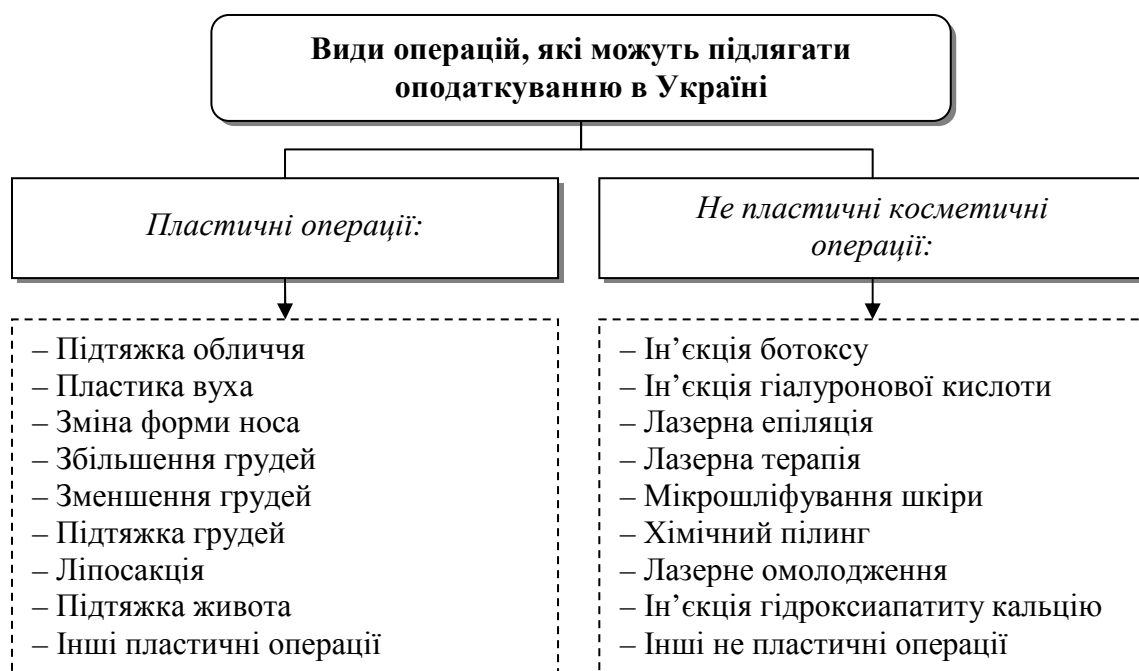 Види операцій, які можуть підлягати
оподаткуванню в Україні
Пластичні операції:
– Підтяжка обличчя
– Пластика вуха
– Зміна форми носа
– Збільшення грудей
– Зменшення грудей
– Підтяжка грудей
– Ліпосакція
– Підтяжка живота
– Інші пластичні операції
Не пластичні косметичні
операції:
– Ін’єкція ботоксу
– Ін’єкція гіалуронової кислоти
– Лазерна епіляція
– Лазерна терапія
– Мікрошліфування шкіри
– Хімічний пілинг
– Лазерне омолодження
– Ін’єкція гідроксиапатиту кальцію
– Інші не пластичні операції